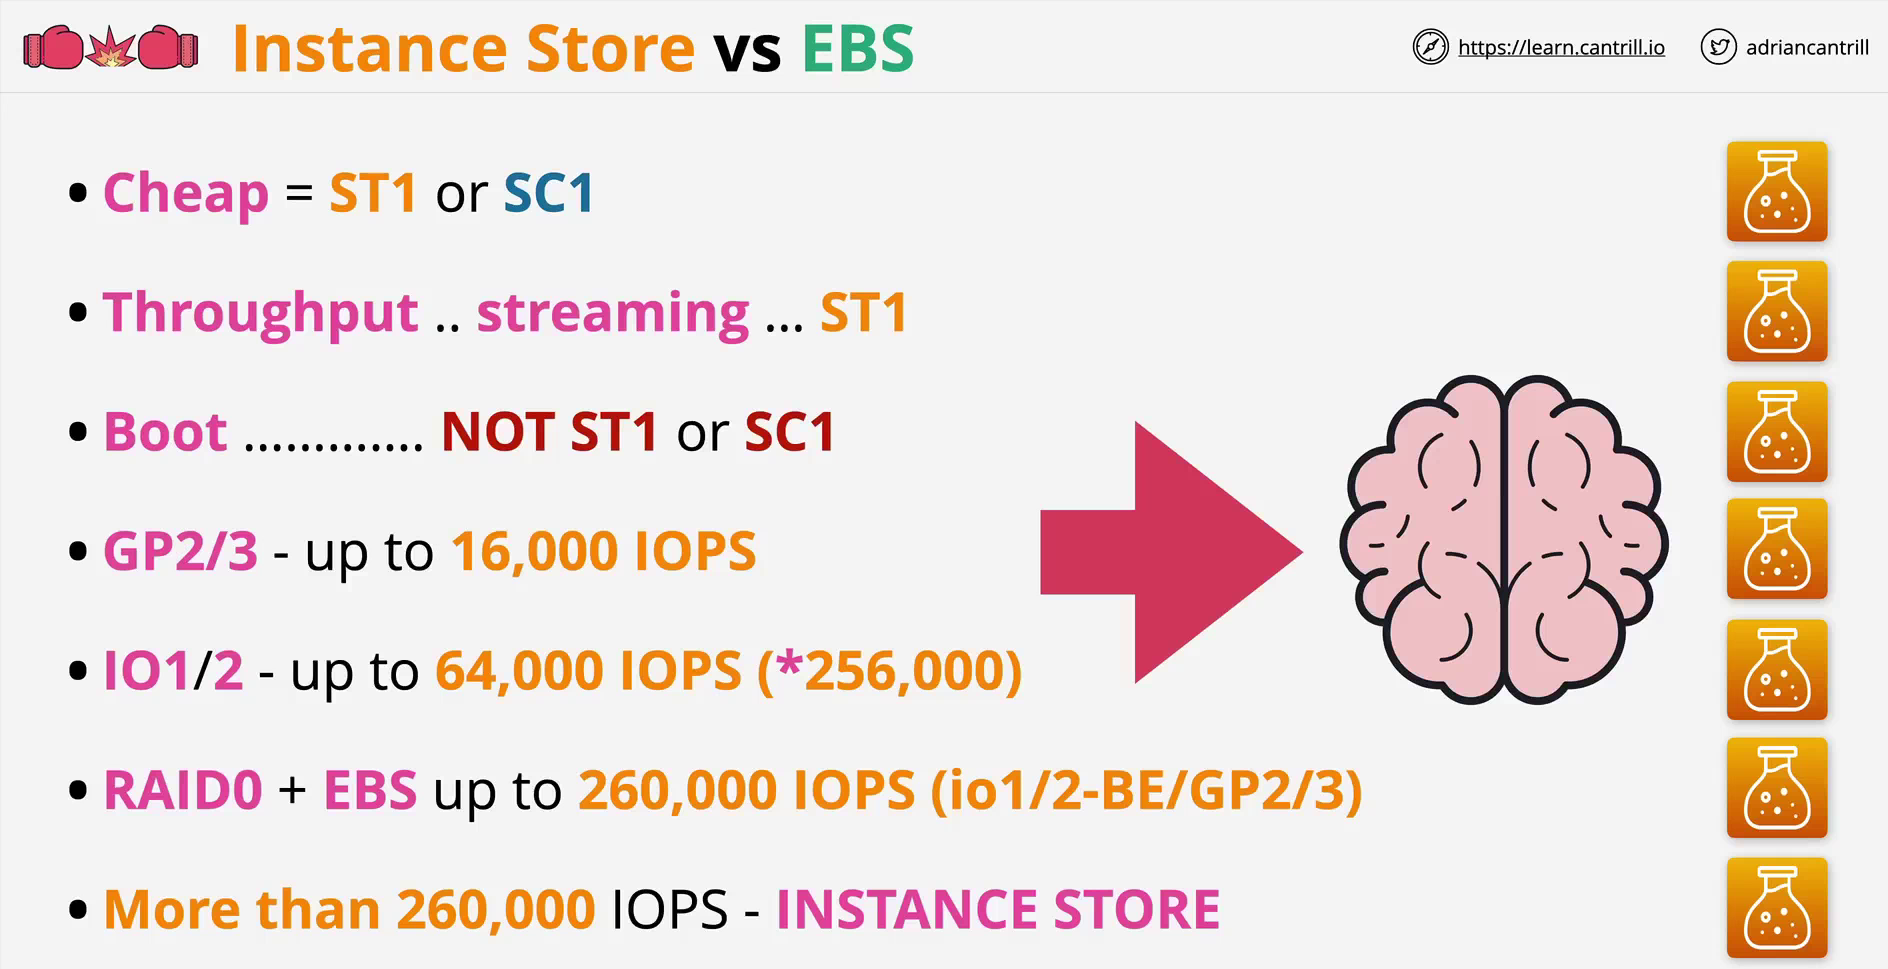 Instance Store vs EBS
https://learn.cantrill.io
adriancantrill
• Cheap = ST1 or SC1
• Throughput .. streaming ... ST1
• Boot ............. NOT ST1 or SC1
• GP2/3 - up to 16,000 IOPS
• IO1/2 - up to 64,000 IOPS (*256,000)
• RAID0 + EBS up to 260,000 IOPS (io1/2-BE/GP2/3)
• More than 260,000 IOPS - INSTANCE STORE